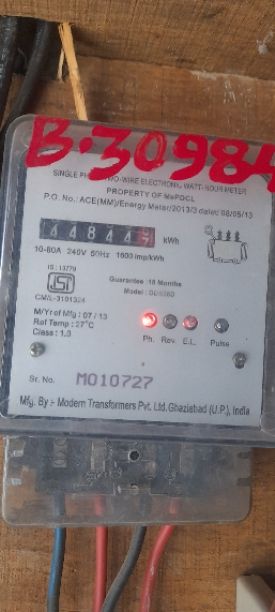 B-30984
SINGLE PHASE TWO-WIRE ELECTRONIC WATT-HOUR METER
PROPERTY OF MePDCL
P.O. No.: ACE(MM)/Energy Meter/2013/3 dated 08/05/13
kWh
10-60A 240V 50Hz 1600 imp/kWh
IS : 13779
ISI
CM/L-3101324
Guarantee : 18 Months
Model :
M/Y of Mfg : 07 / 13
Ref Temp : 27°C
Class : 1.0
Ph. Rev. E.L. Pulse
Sr. No. M010727
Mfg. By :- Modern Transformers Pvt. Ltd. Ghaziabad (U.P.), India